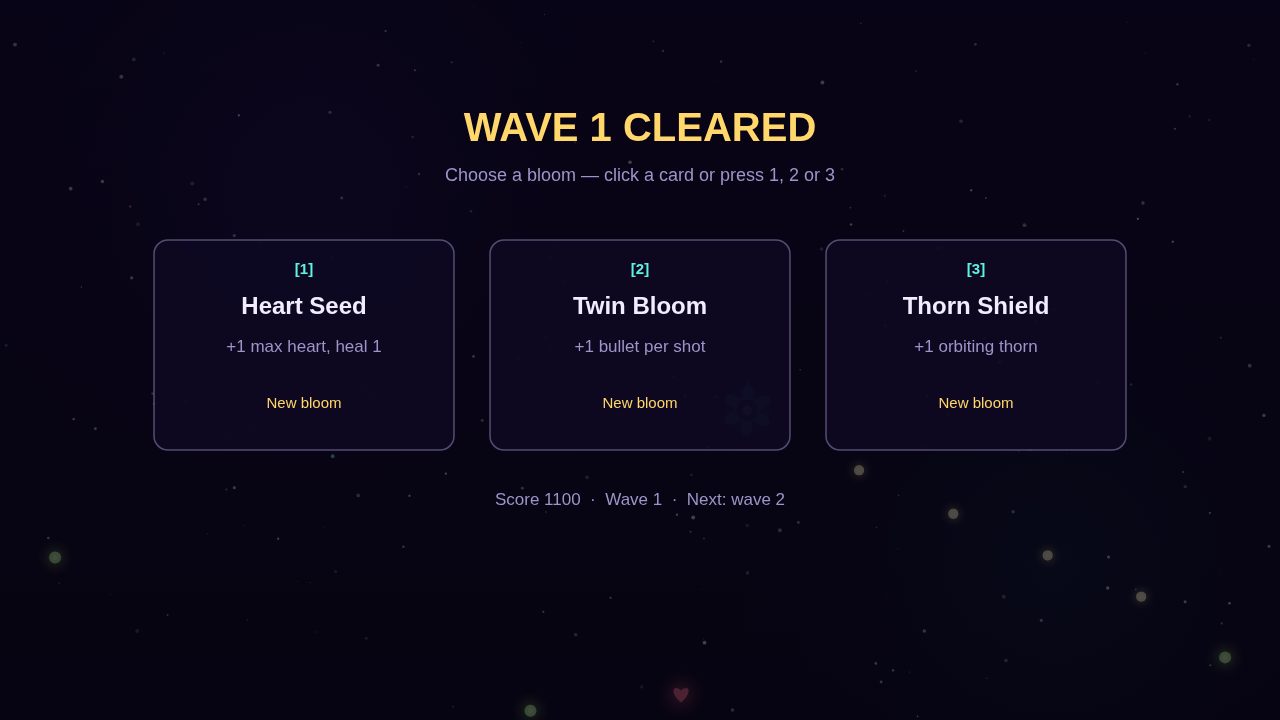 WAVE 1 CLEARED
Choose a bloom — click a card or press 1, 2 or 3
[1]
Heart Seed
+1 max heart, heal 1
New bloom
[2]
Twin Bloom
+1 bullet per shot
New bloom
[3]
Thorn Shield
+1 orbiting thorn
New bloom
Score 1100 · Wave 1 · Next: wave 2